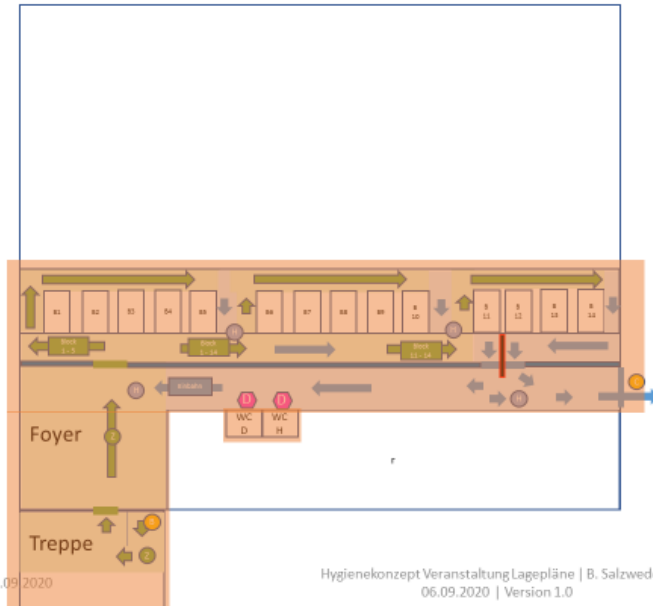 B1 B2 B3 B4 B5 B6 B7 B8 B9 B 10 B 11 B 12 B 13 B 14
Block 1 - 5
Block 1 - 14
Block 11 - 14
H
H
H
H
D D
WC D
WC H
Foyer
Z
Treppe
Z
.09.2020
Hygienekonzept Veranstaltung Lagepläne | B. Salzwed
06.09.2020 | Version 1.0